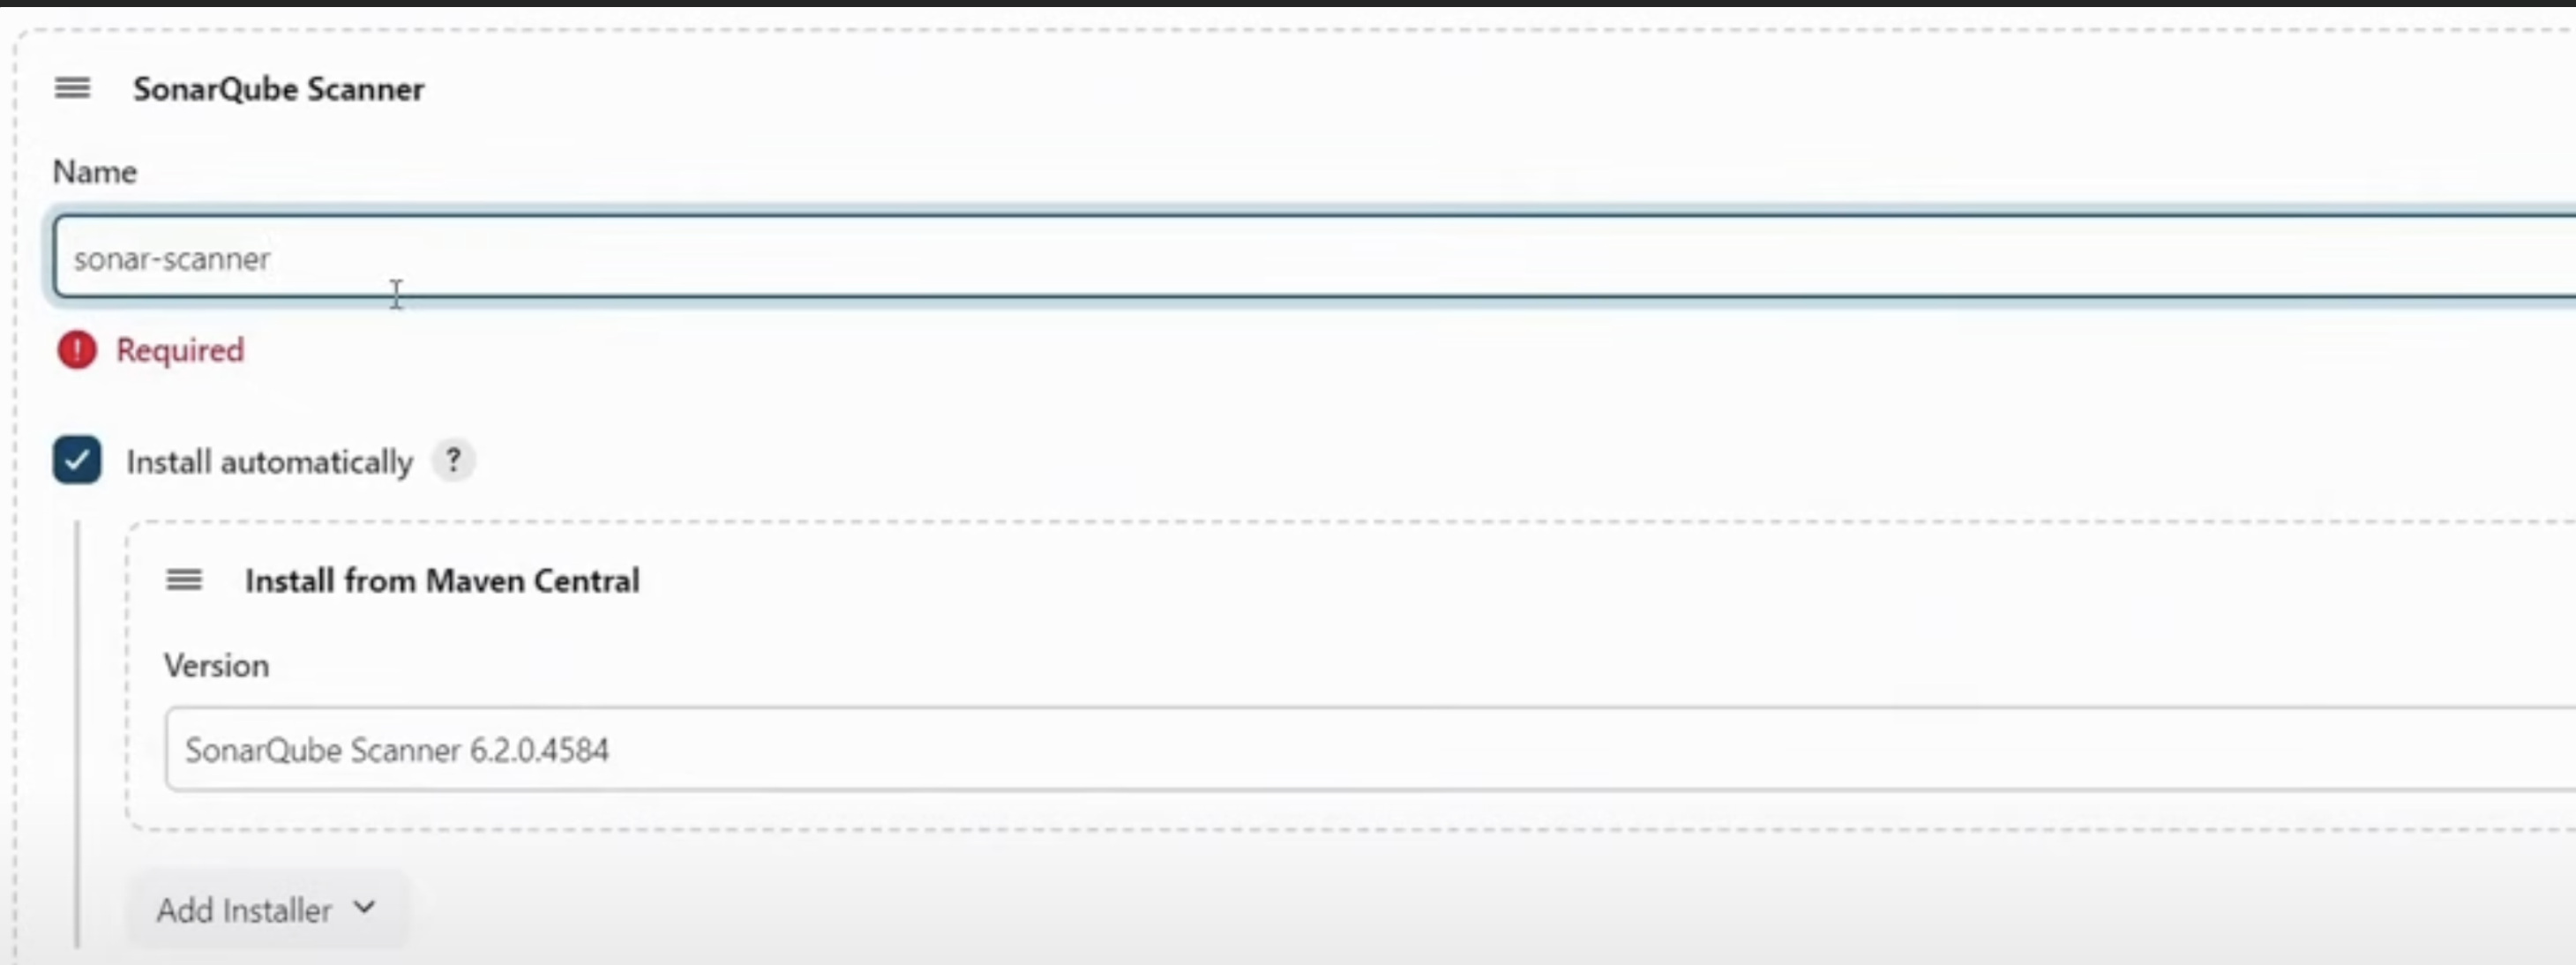 SonarQube Scanner
Name
sonar-scanner
Required
Install automatically ?
Install from Maven Central
Version
SonarQube Scanner 6.2.0.4584
Add Installer